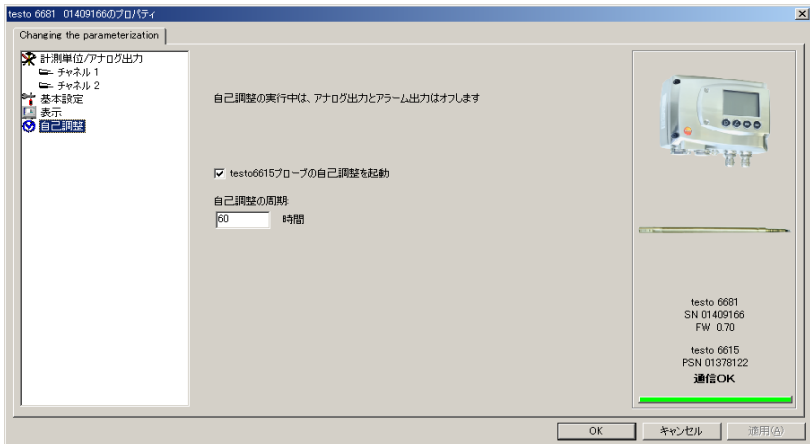 testo 6681 01409166のプロパティ
Changing the parameterization
計測単位/アナログ出力
チャネル 1
チャネル 2
基本設定
表示
自己調整
自己調整の実行中は、アナログ出力とアラーム出力はオフします
testo6615プローブの自己調整を起動
自己調整の周期:
60 時間
testo 6681
SN 01409166
FW 0.70
testo 6615
PSN 01378122
通信OK
OK キャンセル 適用(A)